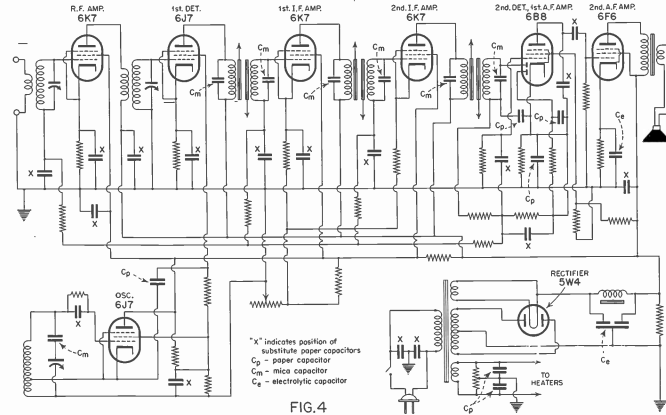 R.F. AMP.
6K7
1st. DET.
6J7
1st. I.F. AMP.
6K7
2nd. I.F. AMP.
6K7
2nd. DET., 1st A.F. AMP.
6B8
2nd. A.F. AMP.
6F6
Cm
Cm
Cm
Cm
Cm
Cm
X
X
X
X
X
X
X
X
X
X
X
X
X
X
Cp
Cp
Cp
Ce
Cp
OSC.
6J7
X
Cm
X
"X" indicates position of
substitute paper capacitors
Cp - paper capacitor
Cm - mica capacitor
Ce - electrolytic capacitor
RECTIFIER
5W4
X X
Ce
TO
HEATERS
Cp
FIG.4